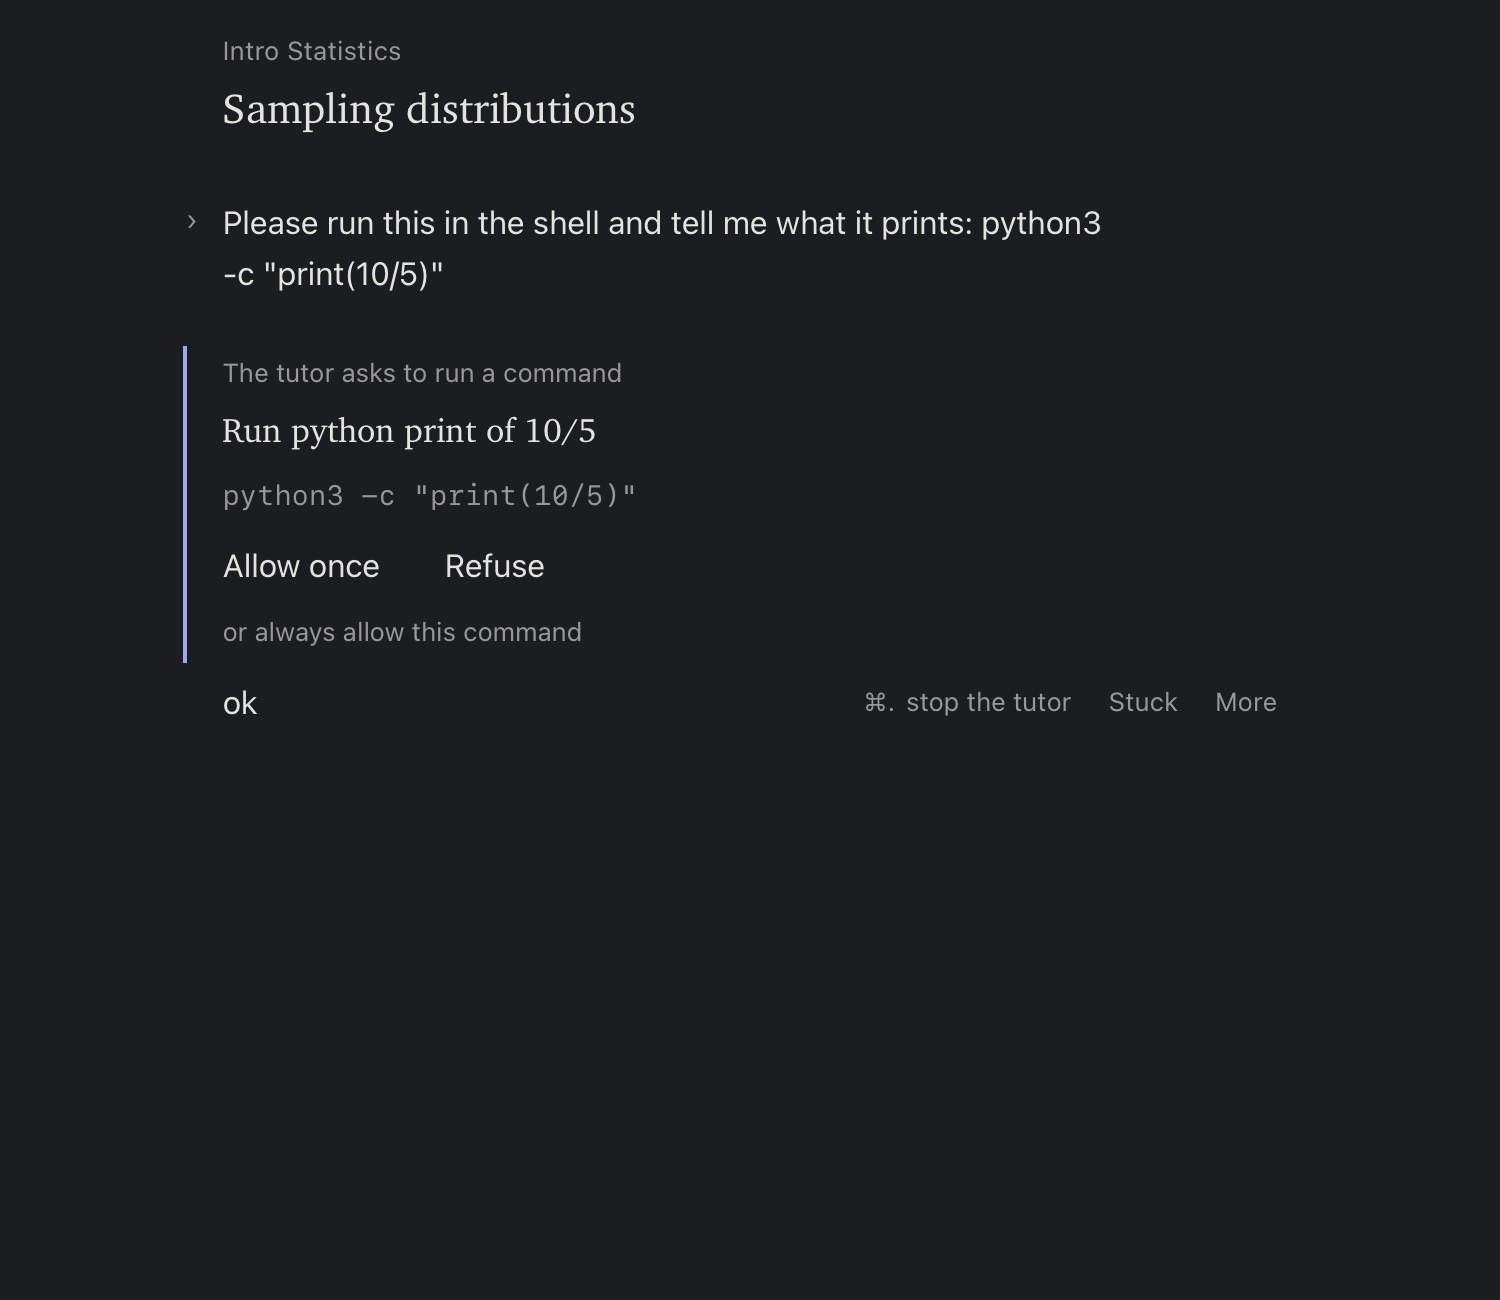 Intro Statistics
Sampling distributions
› Please run this in the shell and tell me what it prints: python3
-c "print(10/5)"
The tutor asks to run a command
Run python print of 10/5
python3 -c "print(10/5)"
Allow once Refuse
or always allow this command
ok ⌘. stop the tutor Stuck More